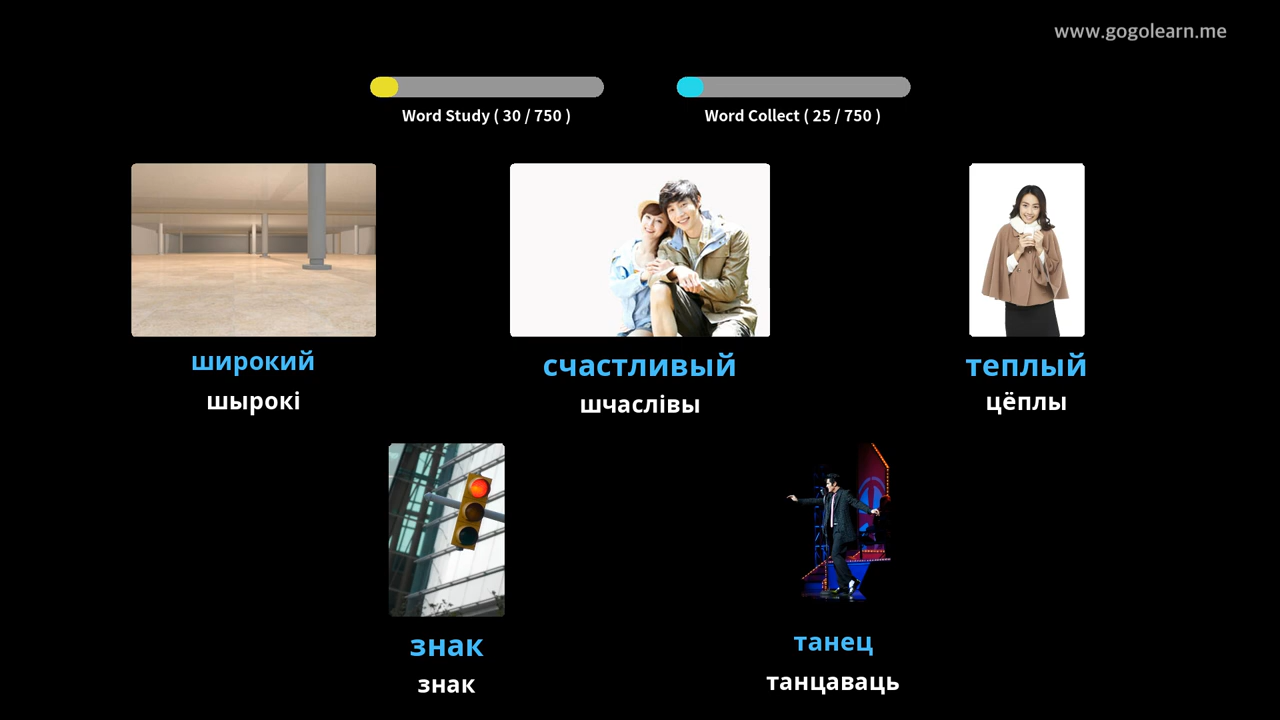 www.gogolearn.me
Word Study ( 30 / 750 )
Word Collect ( 25 / 750 )
широкий
шырокі
счастливый
шчаслівы
теплый
цёплы
знак
знак
танец
танцаваць